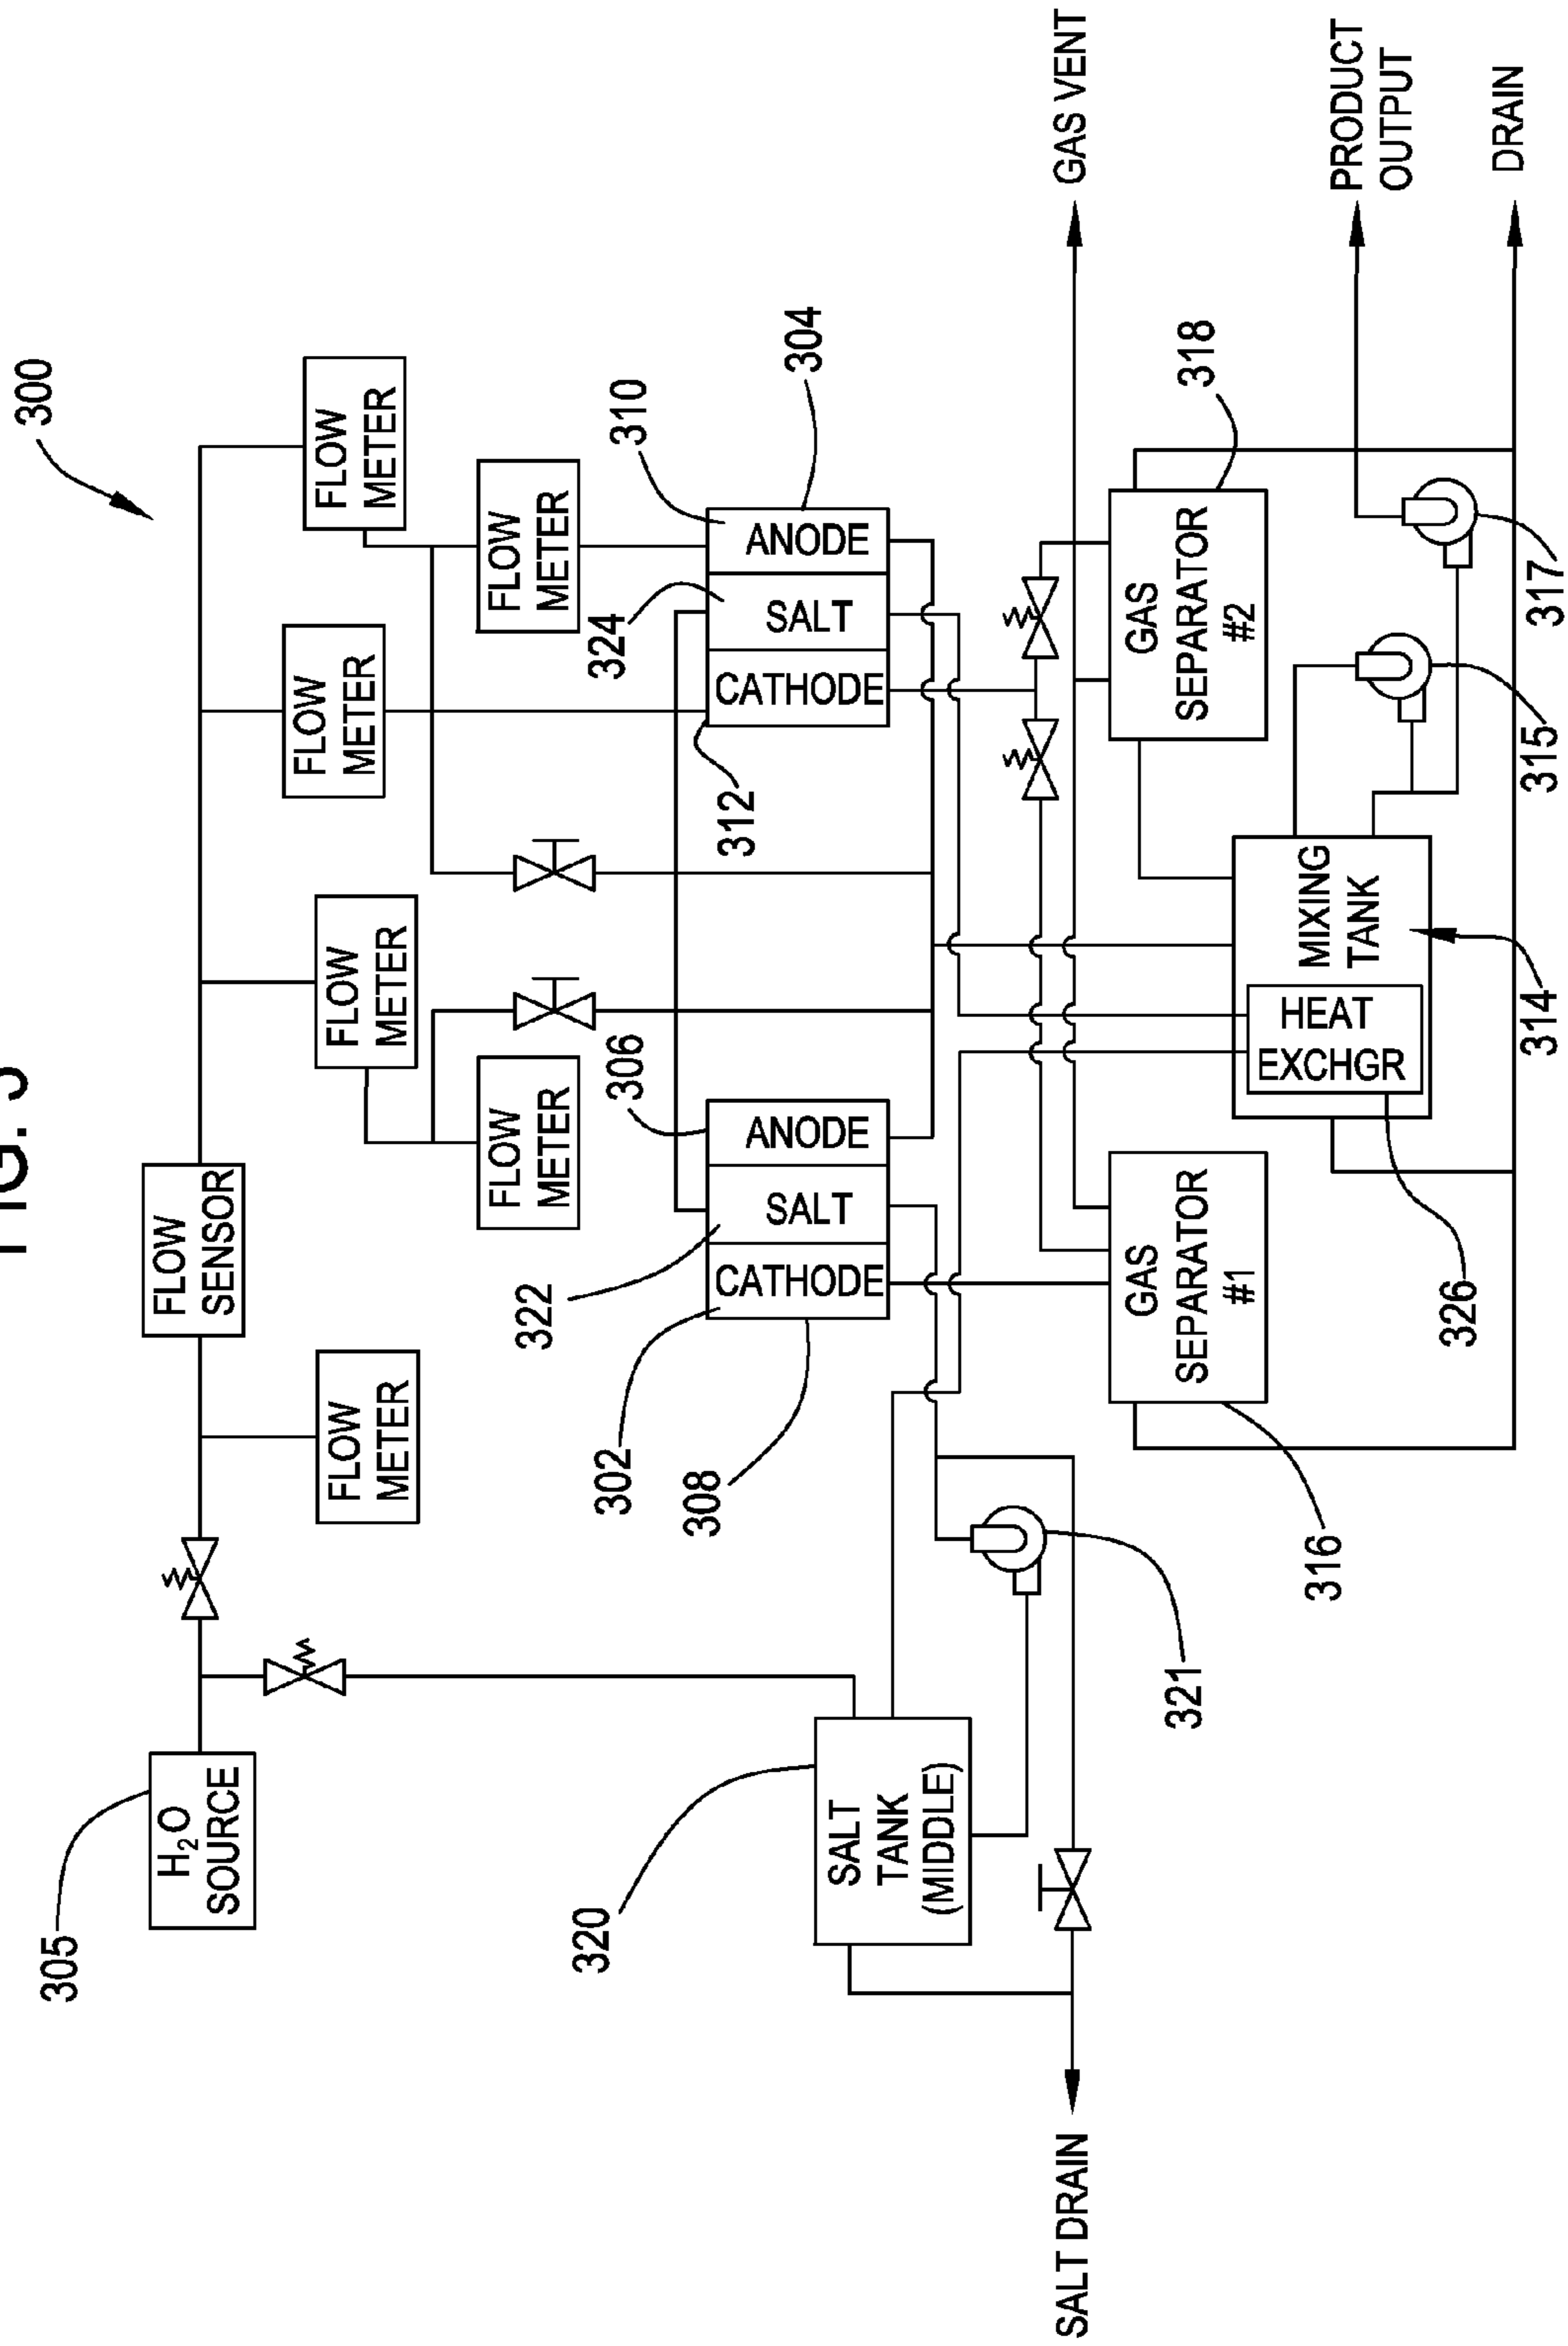 FIG. 3
300
305
H₂O
SOURCE
FLOW
METER
FLOW
SENSOR
FLOW
METER
FLOW
METER
FLOW
METER
FLOW
METER
FLOW
METER
320
SALT
TANK
(MIDDLE)
SALT DRAIN
321
302
308
322
306
CATHODE
SALT
ANODE
312
324
310
304
CATHODE
SALT
ANODE
GAS VENT
316
GAS
SEPARATOR
#1
326
HEAT
EXCHGR
MIXING
TANK
314
GAS
SEPARATOR
#2
318
315
317
PRODUCT
OUTPUT
DRAIN